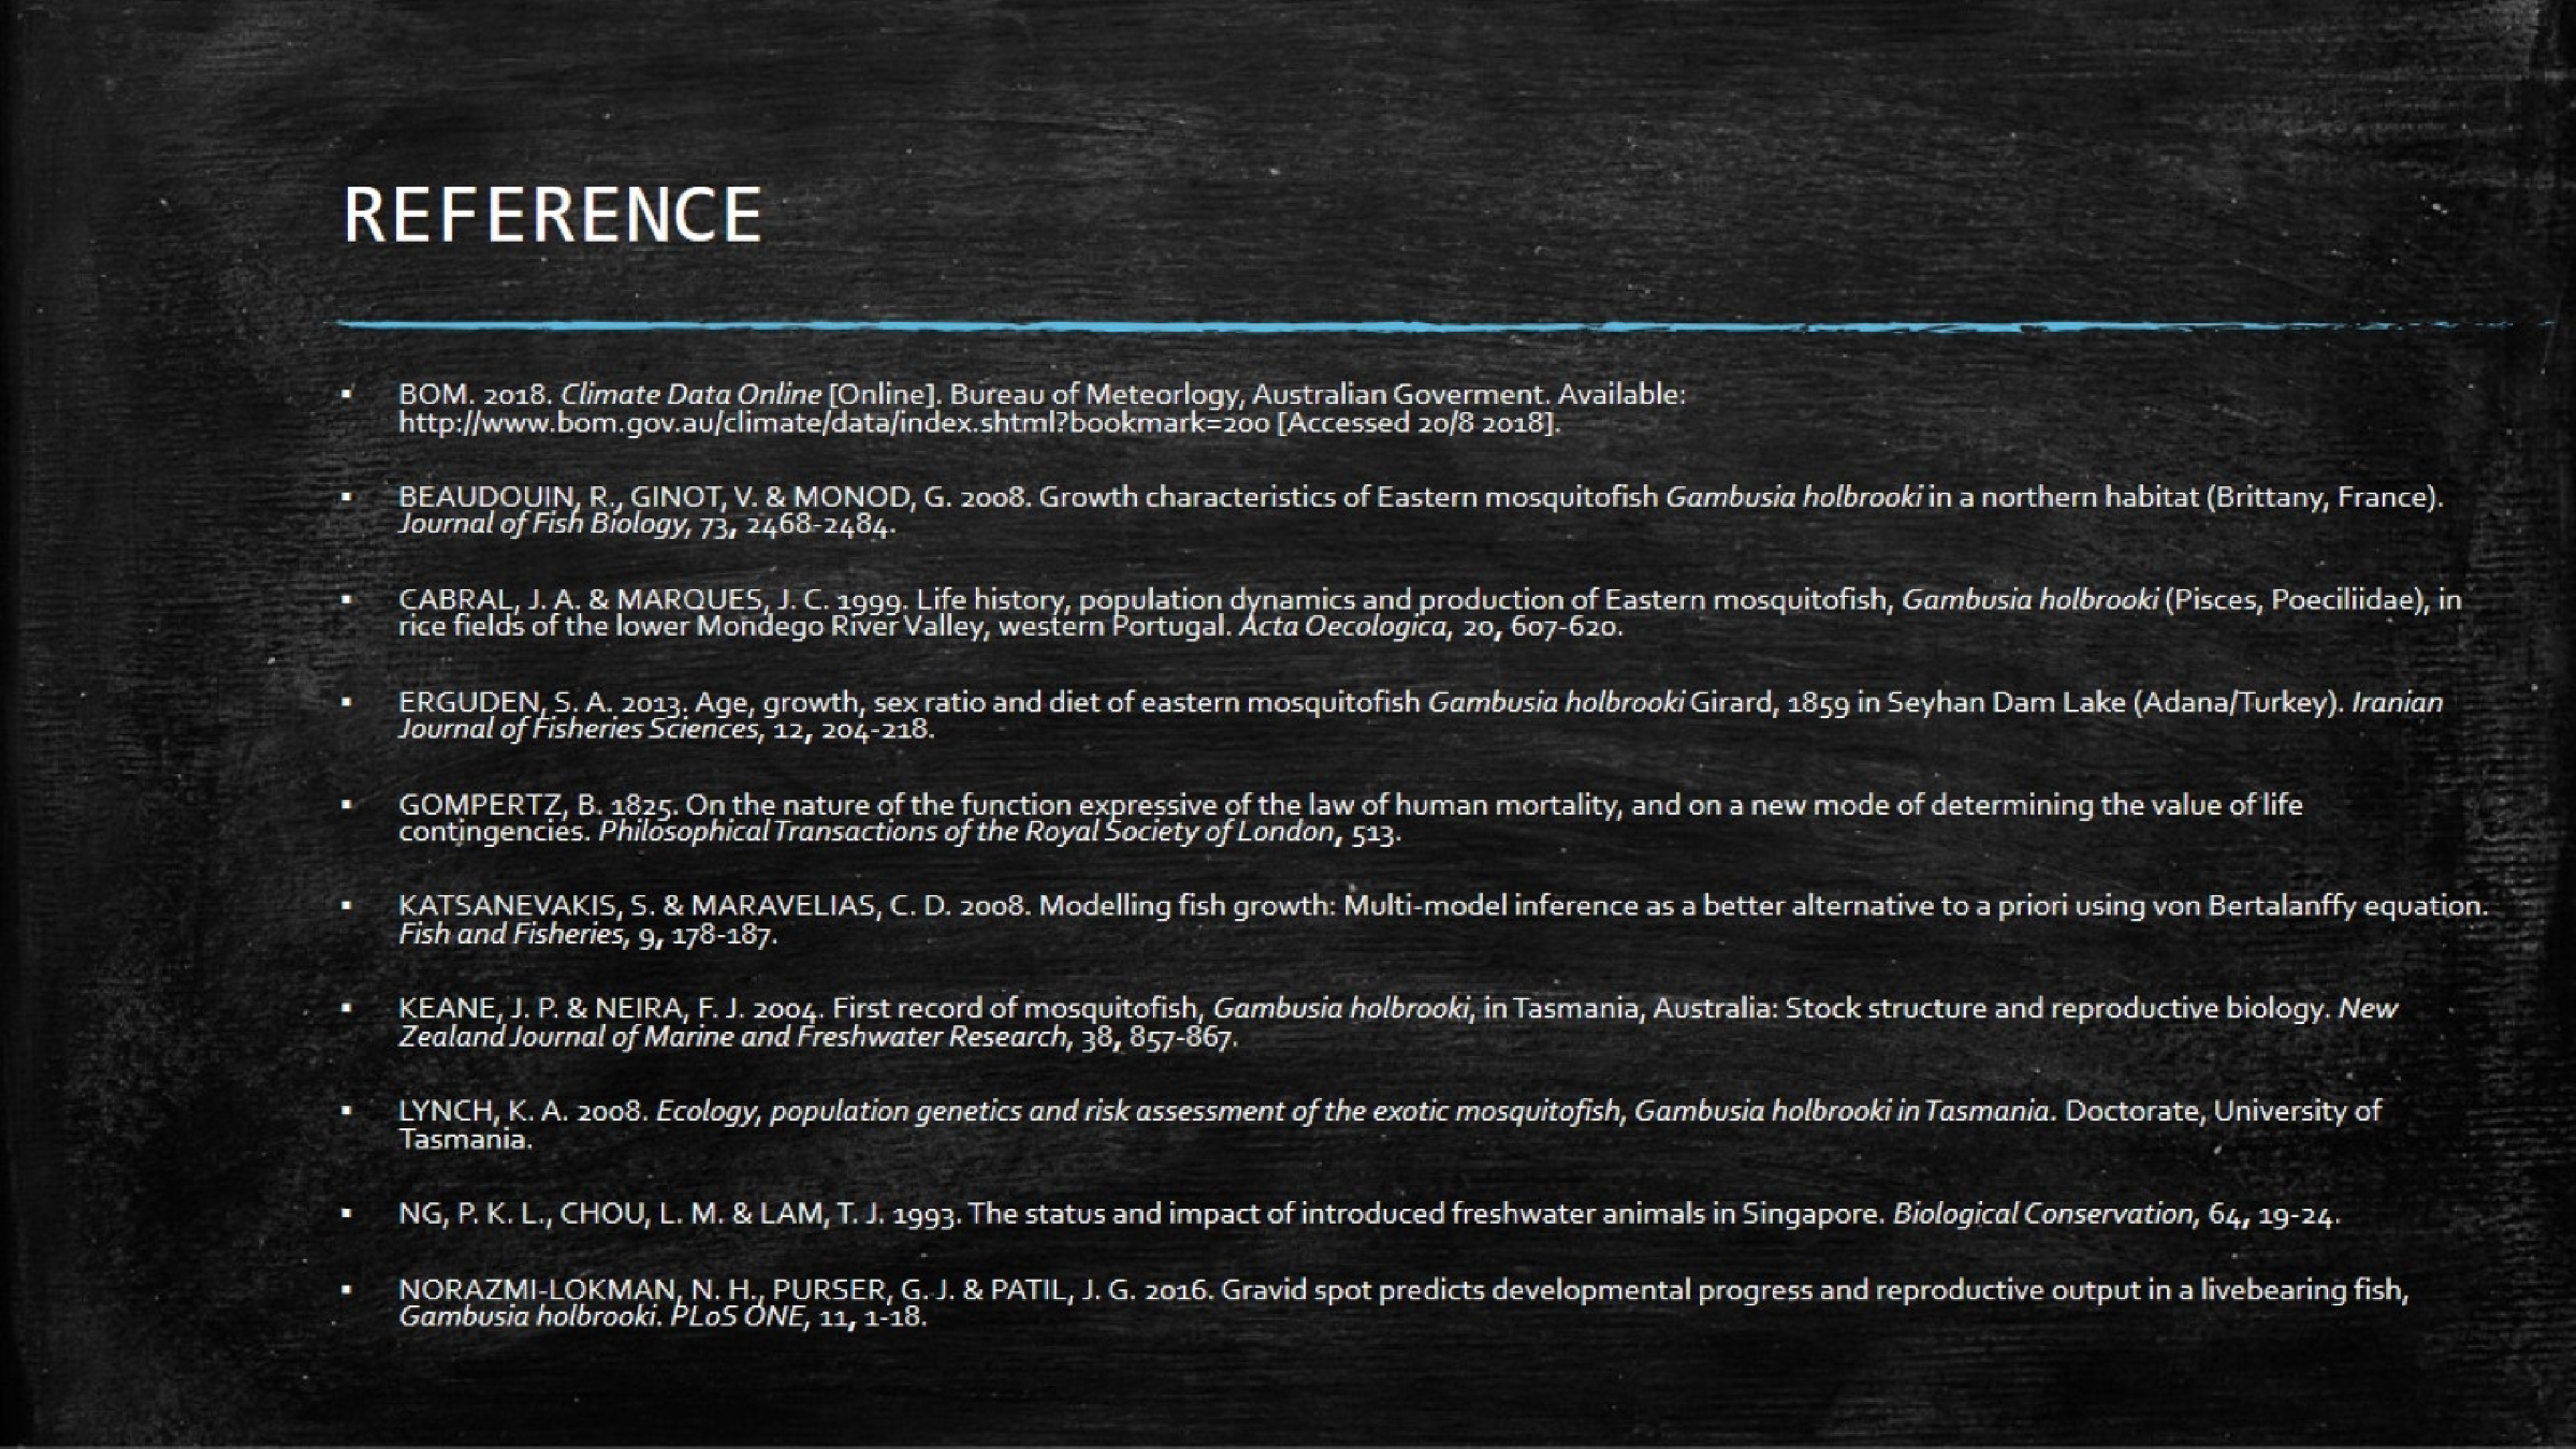 REFERENCE
▪ BOM. 2018. Climate Data Online [Online]. Bureau of Meteorlogy, Australian Goverment. Available:
http://www.bom.gov.au/climate/data/index.shtml?bookmark=200 [Accessed 20/8 2018].
▪ BEAUDOUIN, R., GINOT, V. & MONOD, G. 2008. Growth characteristics of Eastern mosquitofish Gambusia holbrooki in a northern habitat (Brittany, France).
Journal of Fish Biology, 73, 2468-2484.
▪ CABRAL, J. A. & MARQUES, J. C. 1999. Life history, population dynamics and production of Eastern mosquitofish, Gambusia holbrooki (Pisces, Poeciliidae), in
rice fields of the lower Mondego River Valley, western Portugal. Acta Oecologica, 20, 607-620.
▪ ERGUDEN, S. A. 2013. Age, growth, sex ratio and diet of eastern mosquitofish Gambusia holbrooki Girard, 1859 in Seyhan Dam Lake (Adana/Turkey). Iranian
Journal of Fisheries Sciences, 12, 204-218.
▪ GOMPERTZ, B. 1825. On the nature of the function expressive of the law of human mortality, and on a new mode of determining the value of life
contingencies. Philosophical Transactions of the Royal Society of London, 513.
▪ KATSANEVAKIS, S. & MARAVELIAS, C. D. 2008. Modelling fish growth: Multi-model inference as a better alternative to a priori using von Bertalanffy equation.
Fish and Fisheries, 9, 178-187.
▪ KEANE, J. P. & NEIRA, F. J. 2004. First record of mosquitofish, Gambusia holbrooki, in Tasmania, Australia: Stock structure and reproductive biology. New
Zealand Journal of Marine and Freshwater Research, 38, 857-867.
▪ LYNCH, K. A. 2008. Ecology, population genetics and risk assessment of the exotic mosquitofish, Gambusia holbrooki in Tasmania. Doctorate, University of
Tasmania.
▪ NG, P. K. L., CHOU, L. M. & LAM, T. J. 1993. The status and impact of introduced freshwater animals in Singapore. Biological Conservation, 64, 19-24.
▪ NORAZMI-LOKMAN, N. H., PURSER, G. J. & PATIL, J. G. 2016. Gravid spot predicts developmental progress and reproductive output in a livebearing fish,
Gambusia holbrooki. PLoS ONE, 11, 1-18.